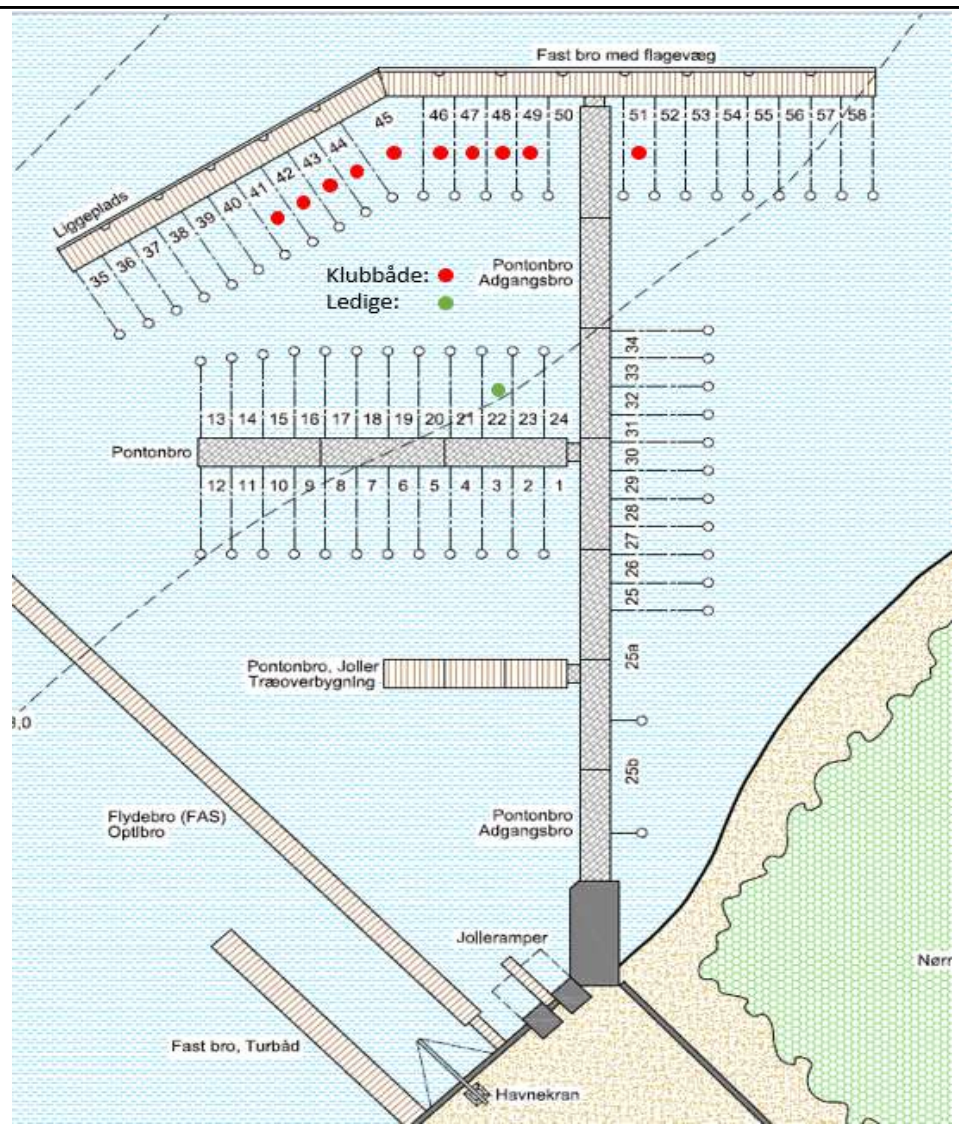 Fast bro med flagevæg
45
46 47 48 49 50
51 52 53 54 55 56 57 58
44
43
42
41
40
39
38
37
36
35
Liggeplads
Klubbåde:
Ledige:
Pontonbro
Adgangsbro
34
33
32
31
30
29
28
27
26
25
25a
25b
13 14 15 16 17 18 19 20 21 22 23 24
Pontonbro
12 11 10 9 8 7 6 5 4 3 2 1
Pontonbro, Joller
Træoverbygning
3,0
Flydebro (FAS)
Optibro
Pontonbro
Adgangsbro
Jolleramper
Nørr
Fast bro, Turbåd
Havnekran